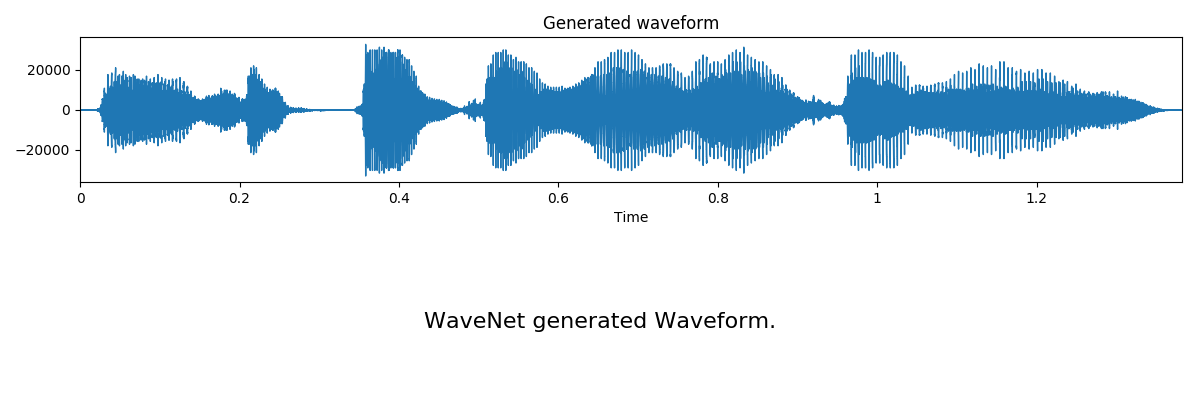 Generated waveform
20000
0
−20000
0 0.2 0.4 0.6 0.8 1 1.2
Time
WaveNet generated Waveform.